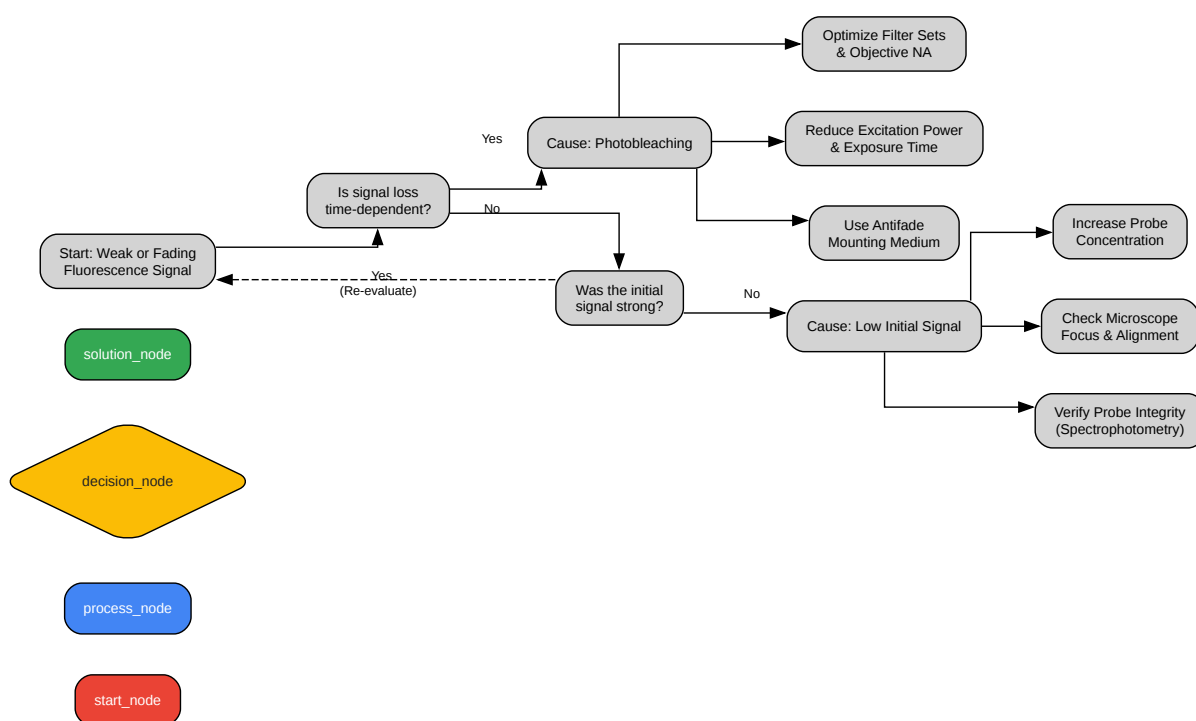 Optimize Filter Sets
& Objective NA
Reduce Excitation Power
& Exposure Time
Yes
Cause: Photobleaching
Is signal loss
time-dependent?
No
Use Antifade
Mounting Medium
Increase Probe
Concentration
Start: Weak or Fading
Fluorescence Signal
Yes
(Re-evaluate)
Was the initial
signal strong?
No
Cause: Low Initial Signal
Check Microscope
Focus & Alignment
Verify Probe Integrity
(Spectrophotometry)
solution_node
decision_node
process_node
start_node